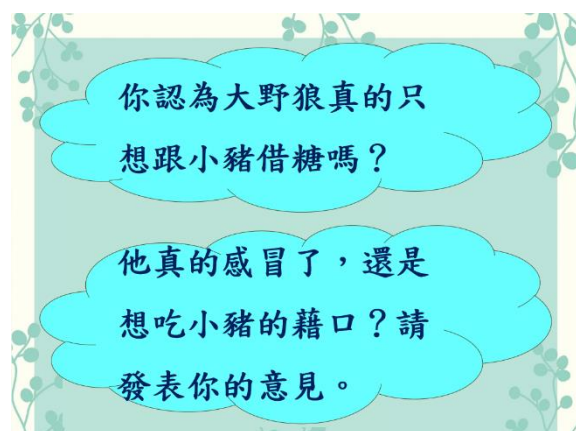 你認為大野狼真的只
想跟小豬借糖嗎？
他真的感冒了，還是
想吃小豬的藉口？請
發表你的意見。